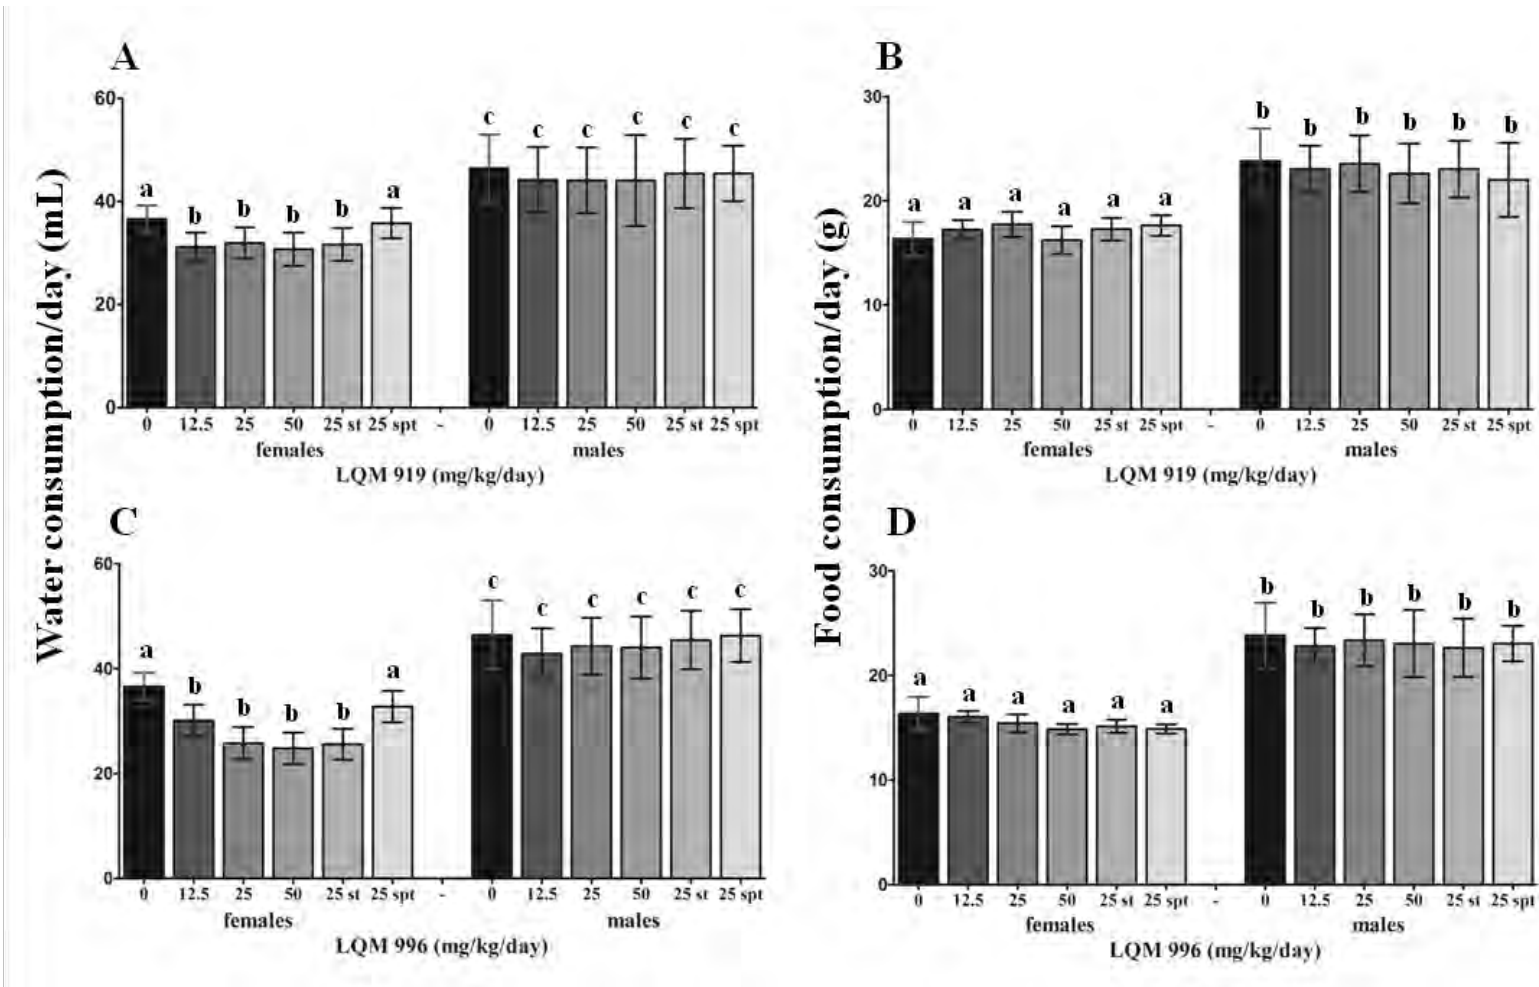 A
Water consumption/day (mL)
60
40
20
0
a b b b b a c c c c c c
0 12.5 25 50 25 st 25 spt - 0 12.5 25 50 25 st 25 spt
females males
LQM 919 (mg/kg/day)
B
Food consumption/day (g)
30
20
10
0
a a a a a a b b b b b b
0 12.5 25 50 25 st 25 spt - 0 12.5 25 50 25 st 25 spt
females males
LQM 919 (mg/kg/day)
C
60
40
20
0
a b b b b a c c c c c c
0 12.5 25 50 25 st 25 spt - 0 12.5 25 50 25 st 25 spt
females males
LQM 996 (mg/kg/day)
D
30
20
10
0
a a a a a a b b b b b b
0 12.5 25 50 25 st 25 spt - 0 12.5 25 50 25 st 25 spt
females males
LQM 996 (mg/kg/day)